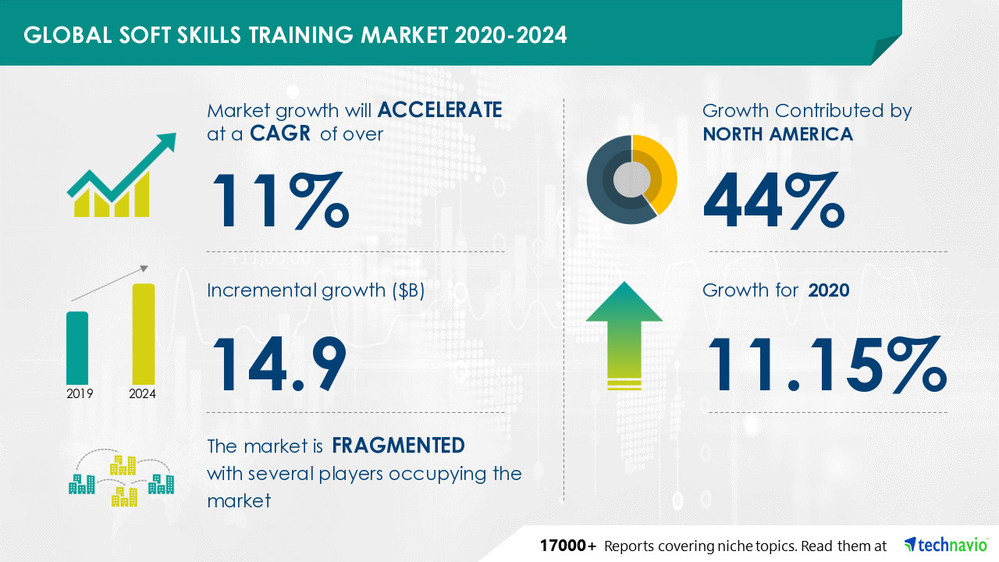 GLOBAL SOFT SKILLS TRAINING MARKET 2020-2024
Market growth will ACCELERATE
at a CAGR of over
11%
Incremental growth ($B)
14.9
2019
2024
The market is FRAGMENTED
with several players occupying the
market
Growth Contributed by
NORTH AMERICA
44%
Growth for 2020
11.15%
17000+ Reports covering niche topics. Read them at
technavio